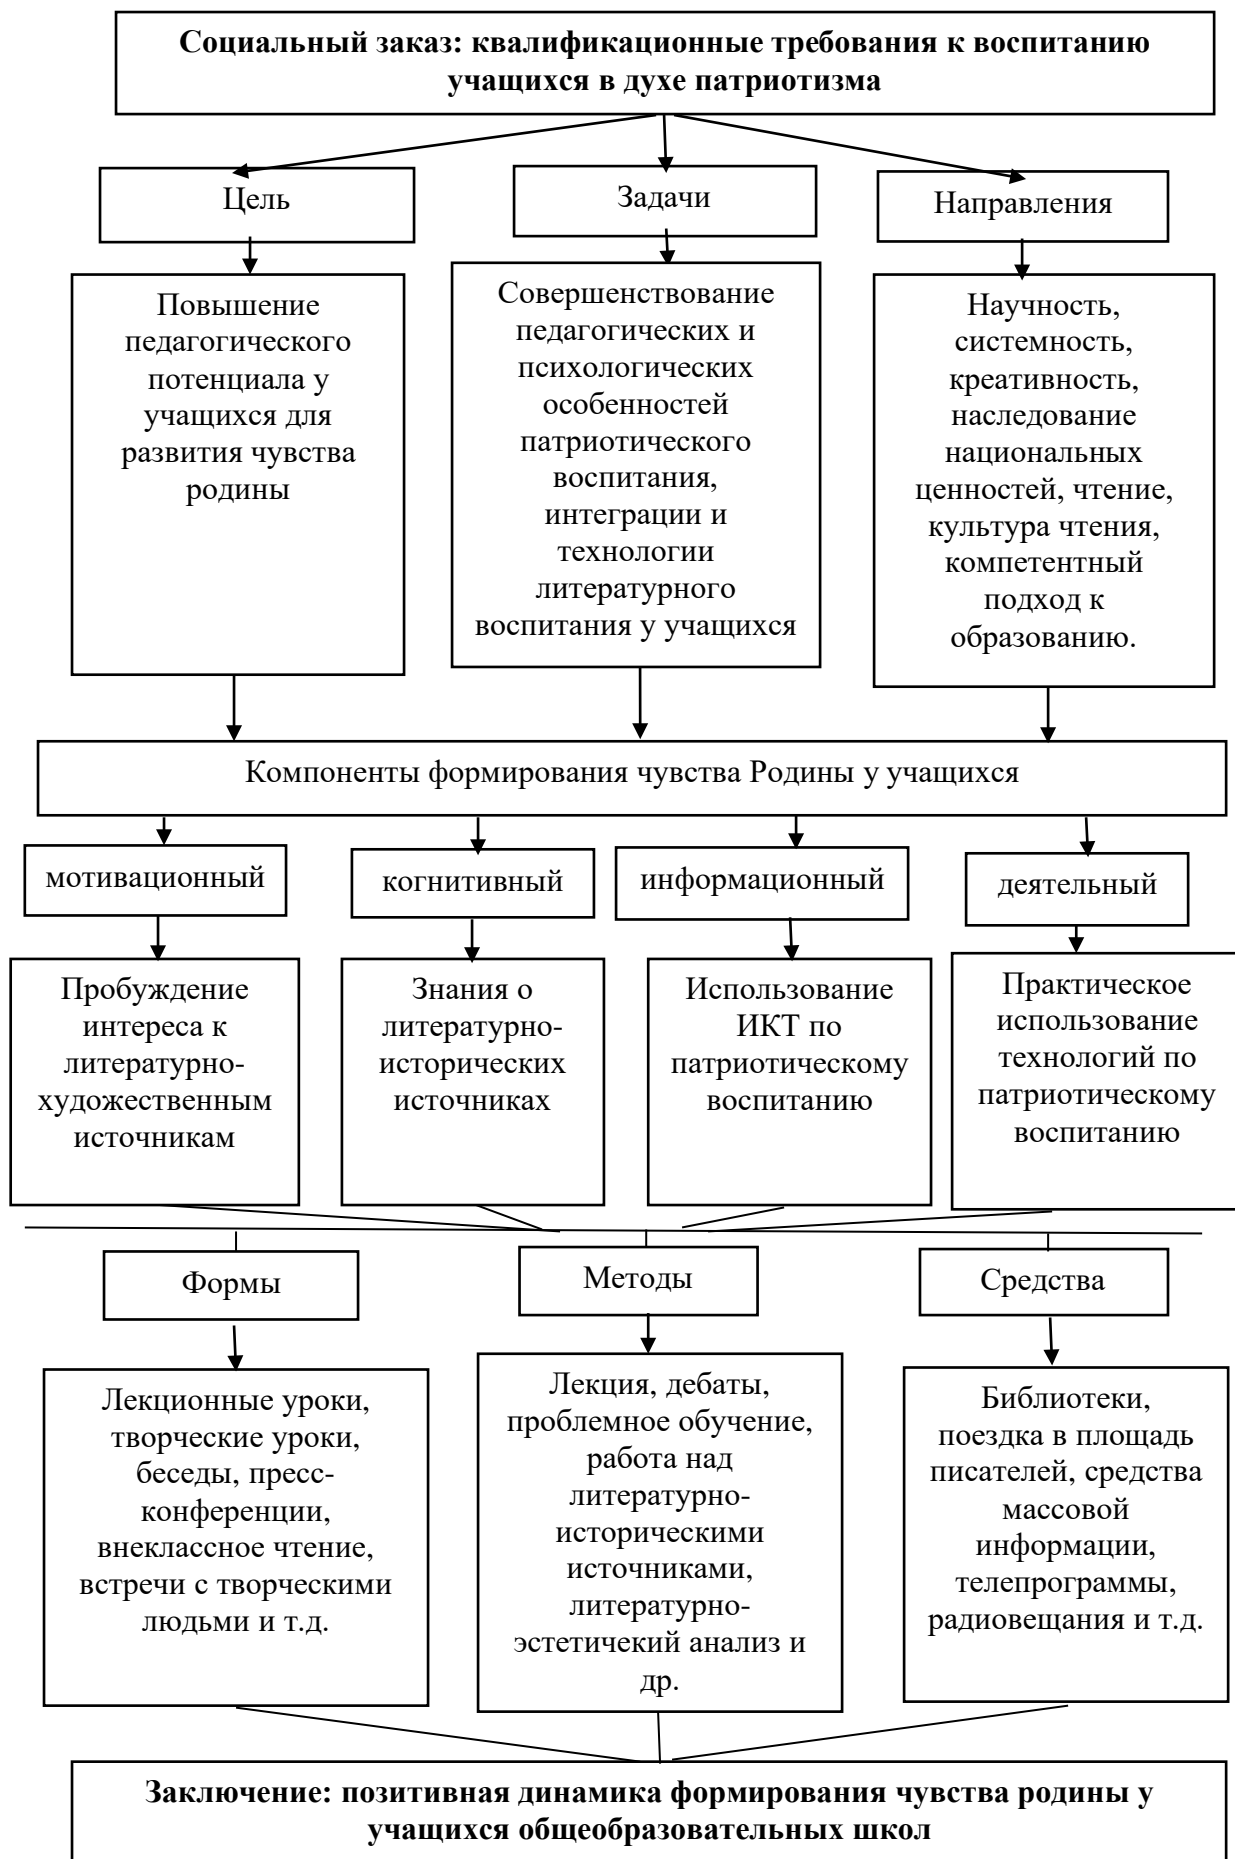 Социальный заказ: квалификационные требования к воспитанию
учащихся в духе патриотизма
Цель
Задачи
Направления
Повышение
педагогического
потенциала у
учащихся для
развития чувства
родины
Совершенствование
педагогических и
психологических
особенностей
патриотического
воспитания,
интеграции и
технологии
литературного
воспитания у учащихся
Научность,
системность,
креативность,
наследование
национальных
ценностей, чтение,
культура чтения,
компетентный
подход к
образованию.
Компоненты формирования чувства Родины у учащихся
мотивационный
когнитивный
информационный
деятельный
Пробуждение
интереса к
литературно-
художественным
источникам
Знания о
литературно-
исторических
источниках
Использование
ИКТ по
патриотическому
воспитанию
Практическое
использование
технологий по
патриотическому
воспитанию
Формы
Методы
Средства
Лекционные уроки,
творческие уроки,
беседы, пресс-
конференции,
внеклассное чтение,
встречи с творческими
людьми и т.д.
Лекция, дебаты,
проблемное обучение,
работа над
литературно-
историческими
источниками,
литературно-
эстетичекий анализ и
др.
Библиотеки,
поездка в площадь
писателей, средства
массовой
информации,
телепрограммы,
радиовещания и т.д.
Заключение: позитивная динамика формирования чувства родины у
учащихся общеобразовательных школ